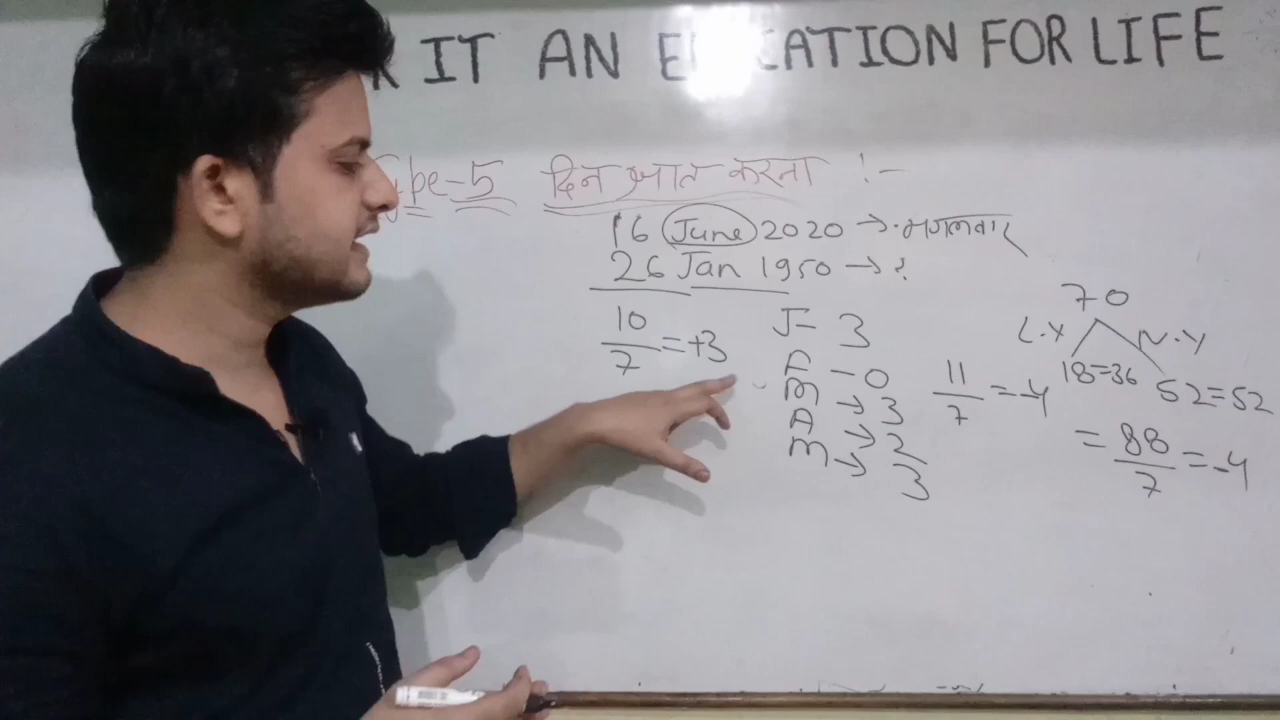 IT AN E CATION FOR LIFE
Type-5 दिन ज्ञात करना :-
16 June 2020 → मगलवार
26 Jan 1950 → ?
10/7 = +3
J - 3
F - 0
M → 3
A → 2
M → 3
11/7 = -4
70
L.Y N.Y
18=36 52=52
= 88/7 = -4